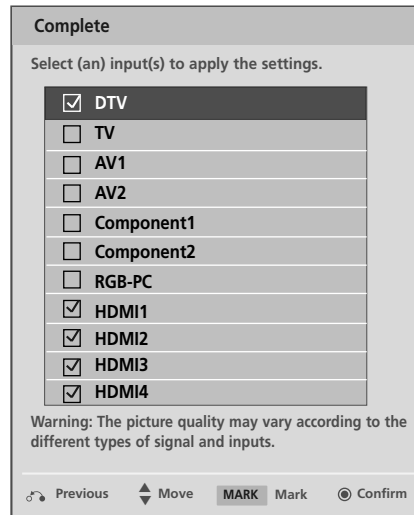 Complete
Select (an) input(s) to apply the settings.
DTV
TV
AV1
AV2
Component1
Component2
RGB-PC
HDMI1
HDMI2
HDMI3
HDMI4
Warning: The picture quality may vary according to the
different types of signal and inputs.
Previous Move MARK Mark Confirm